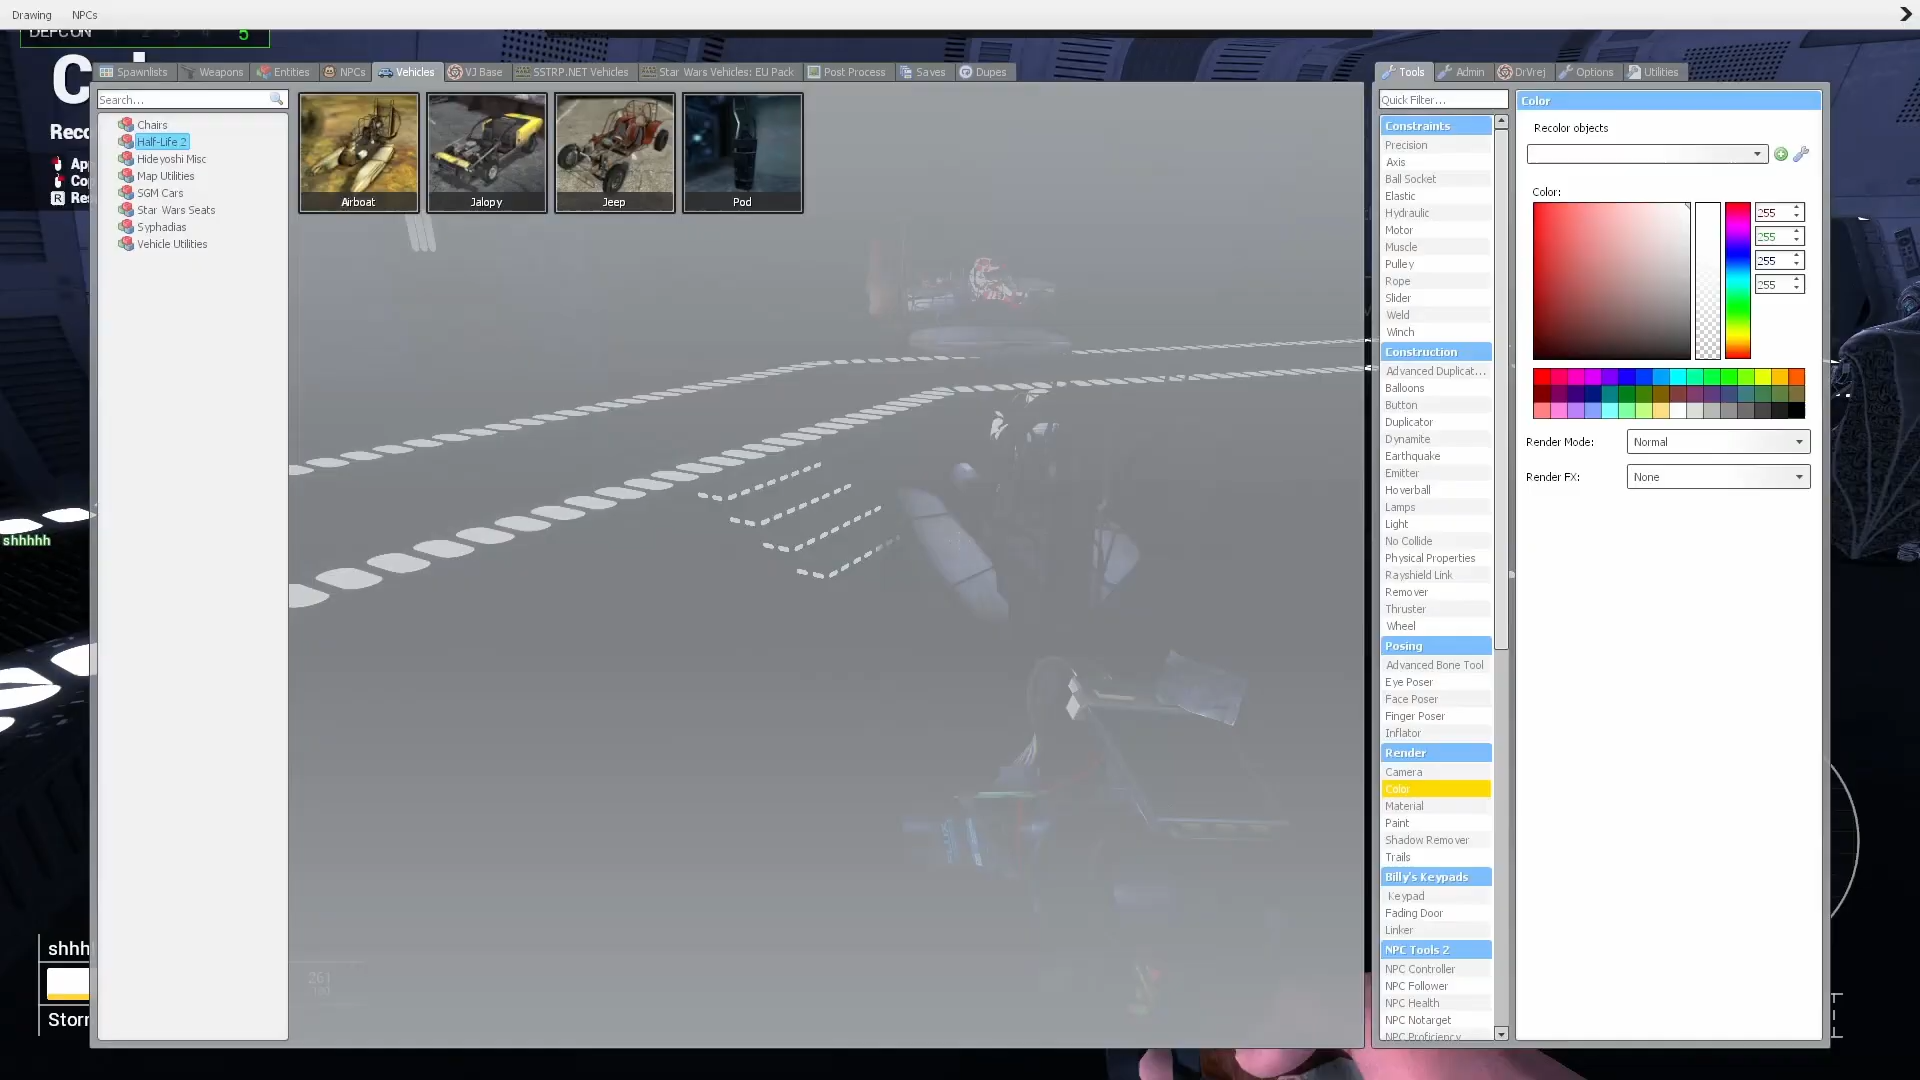 Drawing NPCs
DEFCON 1 2 3 4 5
Spawnlists Weapons Entities NPCs Vehicles VJ Base SSTRP.NET Vehicles Star Wars Vehicles: EU Pack Post Process Saves Dupes
Search...
Chairs
Half-Life 2
Hideyoshi Misc
Map Utilities
SGM Cars
Star Wars Seats
Syphadias
Vehicle Utilities
Airboat Jalopy Jeep Pod
R
shhhhh
261
Tools Admin DrVrej Options Utilities
Quick Filter...
Constraints
Precision
Axis
Ball Socket
Elastic
Hydraulic
Motor
Muscle
Pulley
Rope
Slider
Weld
Winch
Construction
Advanced Duplicat...
Balloons
Button
Duplicator
Dynamite
Earthquake
Emitter
Hoverball
Lamps
Light
No Collide
Physical Properties
Rayshield Link
Remover
Thruster
Wheel
Posing
Advanced Bone Tool
Eye Poser
Face Poser
Finger Poser
Inflator
Render
Camera
Color
Material
Paint
Shadow Remover
Trails
Billy's Keypads
Keypad
Fading Door
Linker
NPC Tools 2
NPC Controller
NPC Follower
NPC Health
NPC Notarget
NPC Proficiency
Color
Recolor objects
Color:
255
255
255
255
Render Mode: Normal
Render FX: None